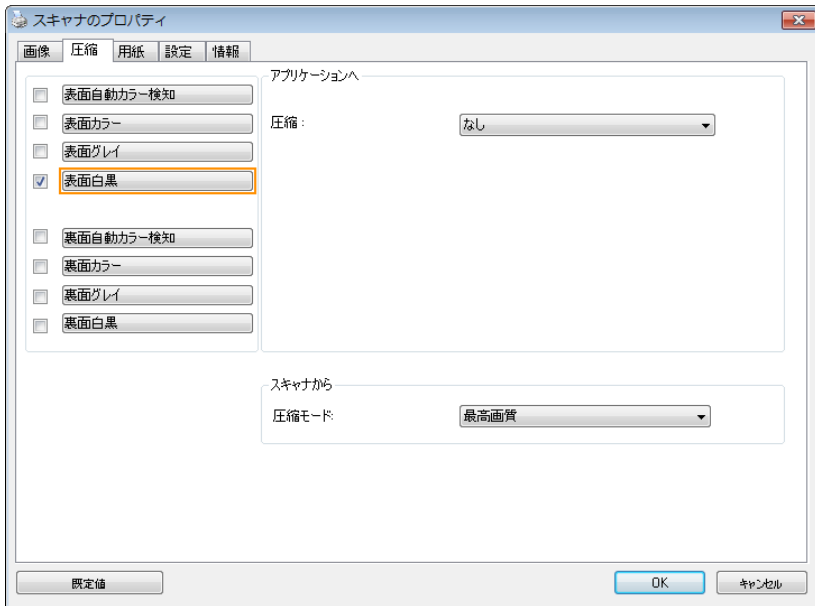 スキャナのプロパティ
画像 圧縮 用紙 設定 情報
表面自動カラー検知
表面カラー
表面グレイ
表面白黒
裏面自動カラー検知
裏面カラー
裏面グレイ
裏面白黒
アプリケーションへ
圧縮： なし
スキャナから
圧縮モード: 最高画質
既定値 OK キャンセル